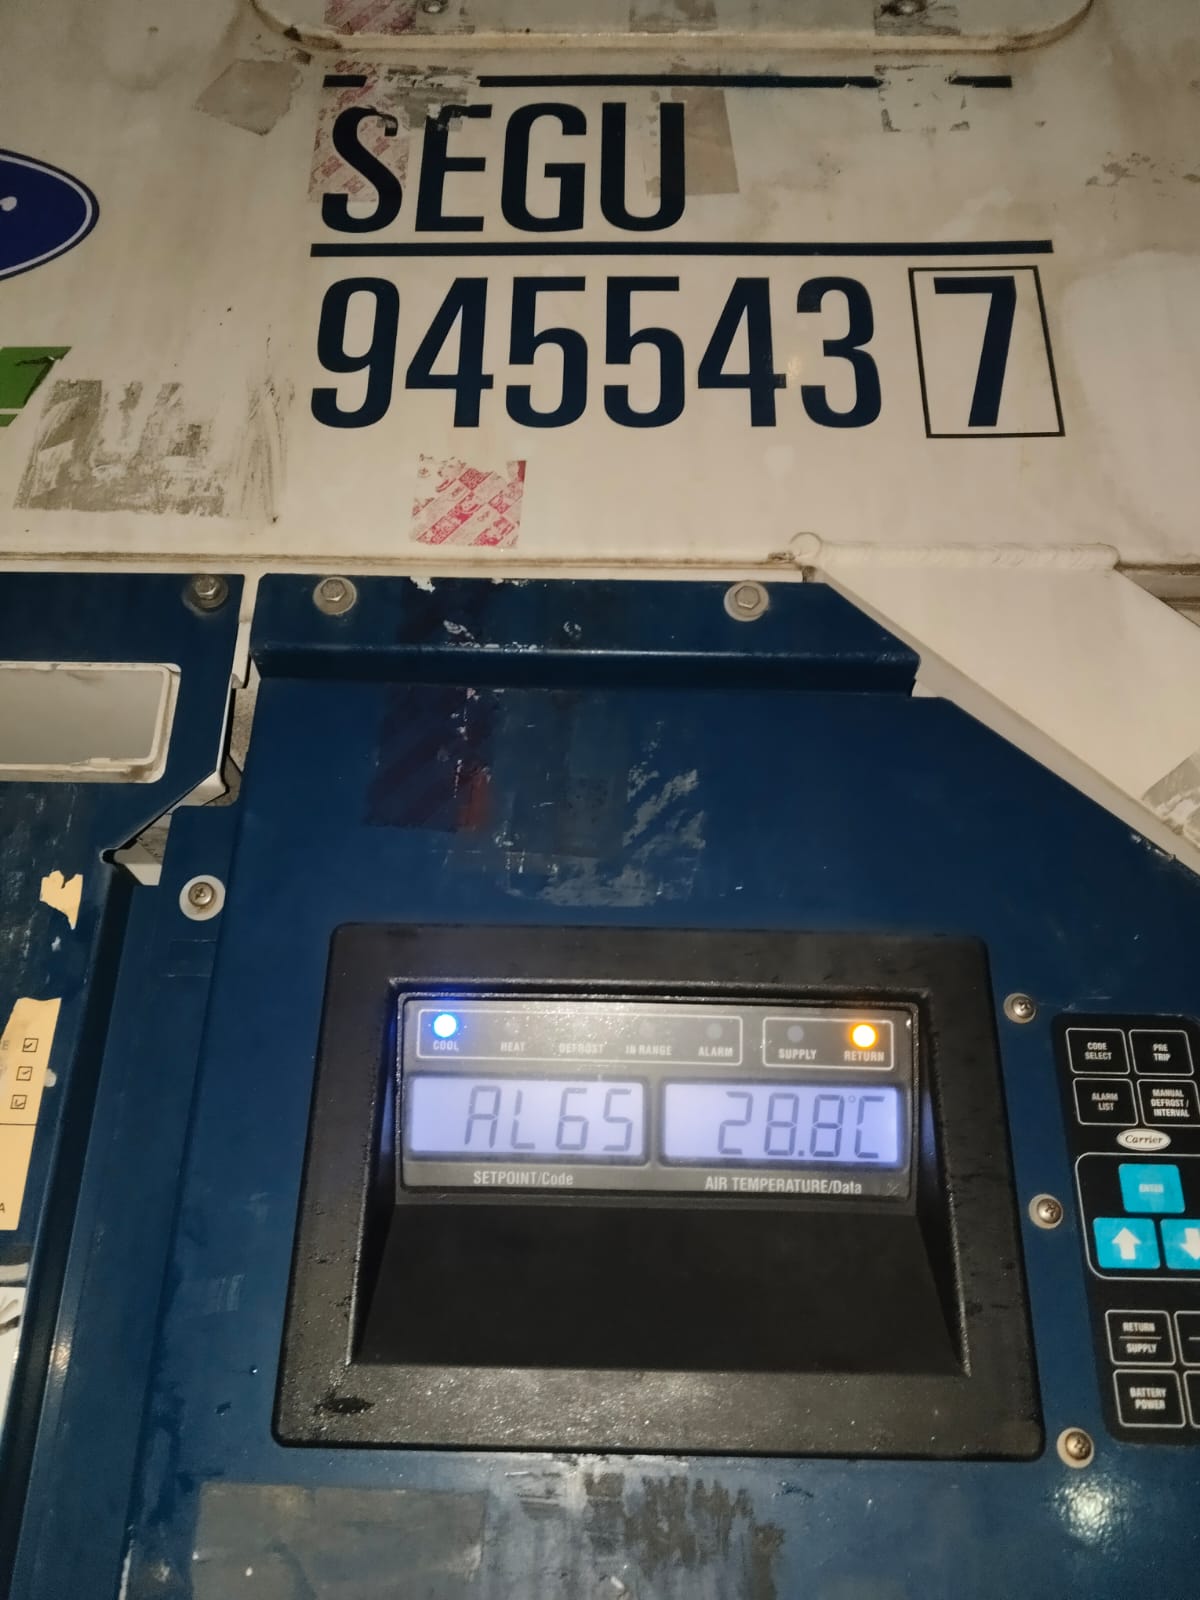 SEGU
945543 7
COOL HEAT DEFROST IN RANGE ALARM SUPPLY RETURN
AL65 28.8°C
SETPOINT/Code AIR TEMPERATURE/Data
CODE SELECT
PRE TRIP
ALARM LIST
MANUAL DEFROST / INTERVAL
Carrier
ENTER
RETURN SUPPLY
BATTERY POWER